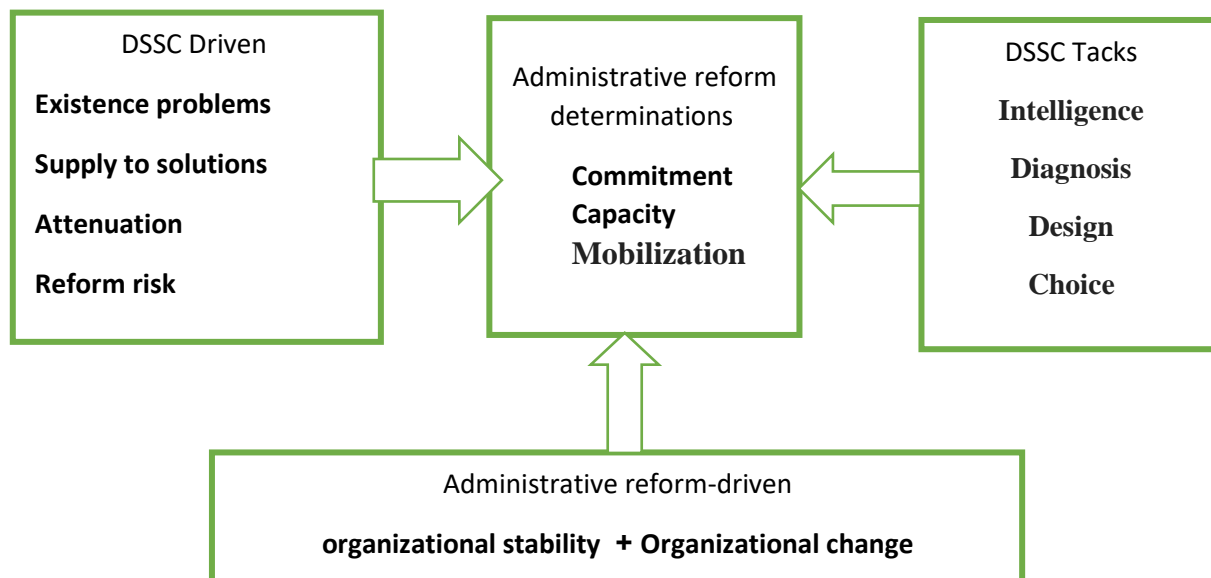 DSSC Driven
Existence problems
Supply to solutions
Attenuation
Reform risk
Administrative reform
determinations
Commitment
Capacity
Mobilization
DSSC Tacks
Intelligence
Diagnosis
Design
Choice
Administrative reform-driven
organizational stability + Organizational change